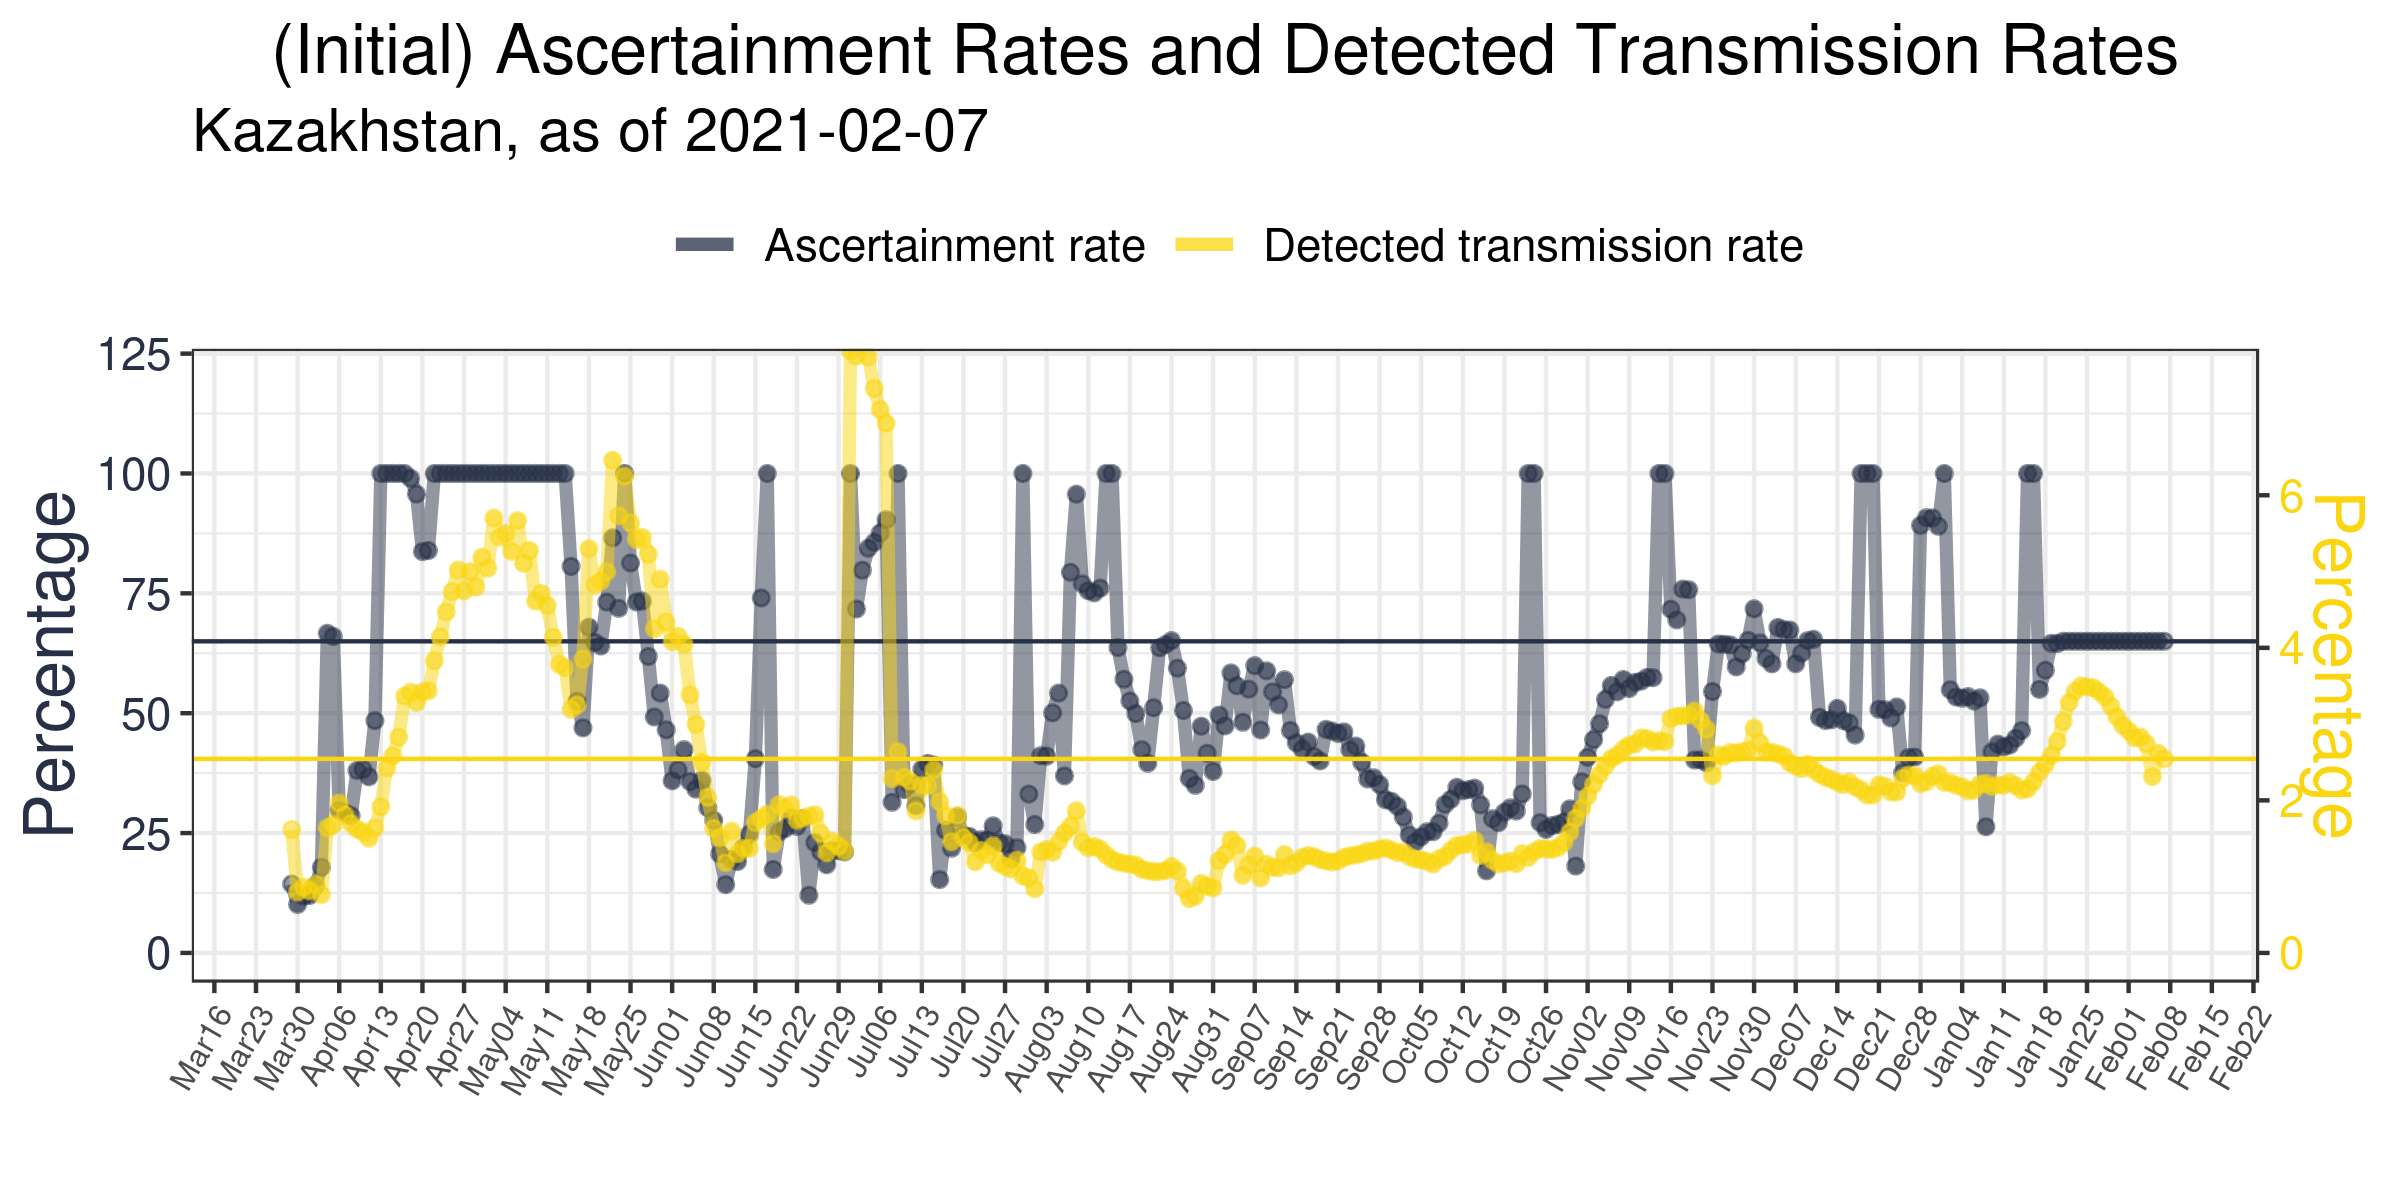 (Initial) Ascertainment Rates and Detected Transmission Rates
Kazakhstan, as of 2021-02-07
Ascertainment rate
Detected transmission rate
Percentage
125
100
75
50
25
0
6
4
2
0
Percentage
Mar16
Mar23
Mar30
Apr06
Apr13
Apr20
Apr27
May04
May11
May18
May25
Jun01
Jun08
Jun15
Jun22
Jun29
Jul06
Jul13
Jul20
Jul27
Aug03
Aug10
Aug17
Aug24
Aug31
Sep07
Sep14
Sep21
Sep28
Oct05
Oct12
Oct19
Oct26
Nov02
Nov09
Nov16
Nov23
Nov30
Dec07
Dec14
Dec21
Dec28
Jan04
Jan11
Jan18
Jan25
Feb01
Feb08
Feb15
Feb22